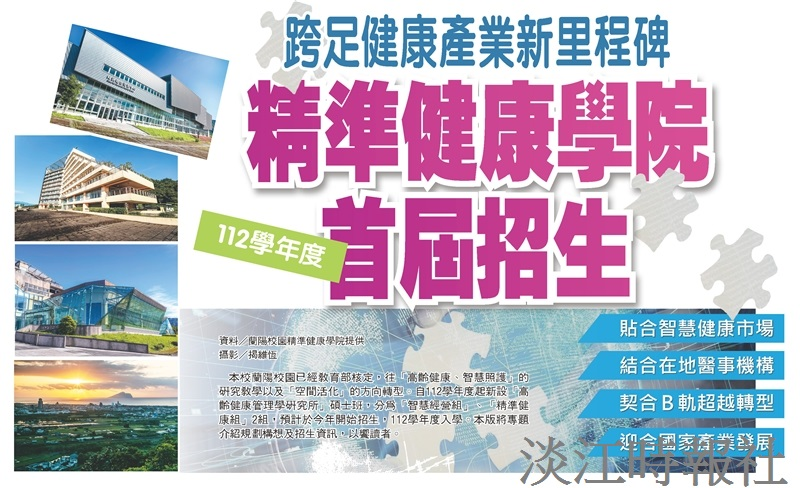 跨足健康產業新里程碑
精準健康學院
112學年度
首屆招生
資料／蘭陽校園精準健康學院提供
攝影／揭維恆
本校蘭陽校園已經教育部核定，往「高齡健康、智慧照護」的
研究教學以及「空間活化」的方向轉型。自112學年度起新設「高
齡健康管理學研究所」碩士班，分為「智慧經營組」、「精準健
康組」2組，預計於今年開始招生，112學年度入學。本版將專題
介紹規劃構想及招生資訊，以饗讀者。
貼合智慧健康市場
結合在地醫事機構
契合B軌超越轉型
迎合國家產業發展
淡江時報社